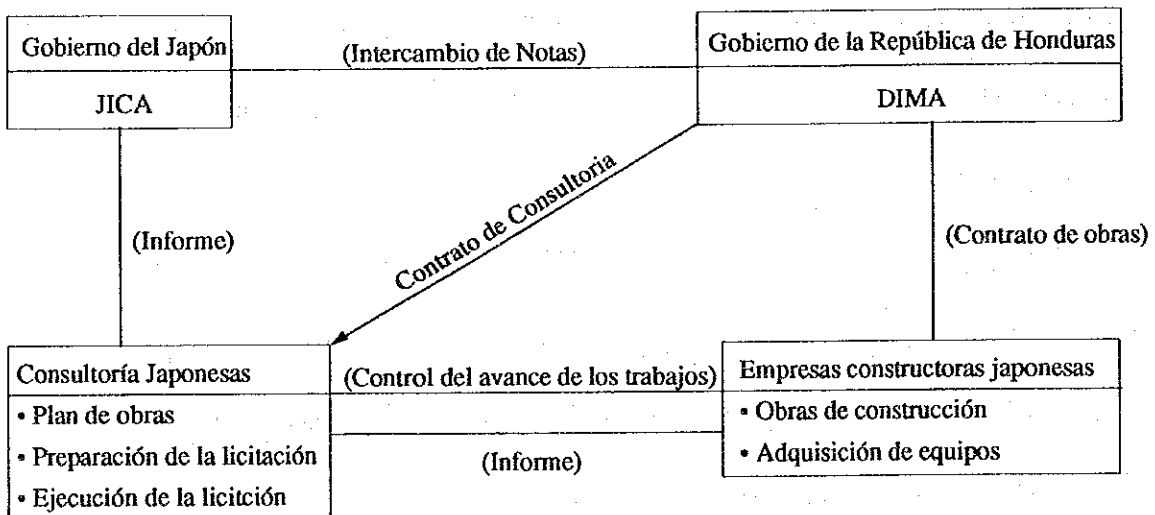 Gobierno del Japón
JICA
(Intercambio de Notas)
Gobierno de la República de Honduras
DIMA
(Informe)
Contrato de Consultoria
(Contrato de obras)
Consultoría Japonesas
• Plan de obras
• Preparación de la licitación
• Ejecución de la licitción
(Control del avance de los trabajos)
(Informe)
Empresas constructoras japonesas
• Obras de construcción
• Adquisición de equipos